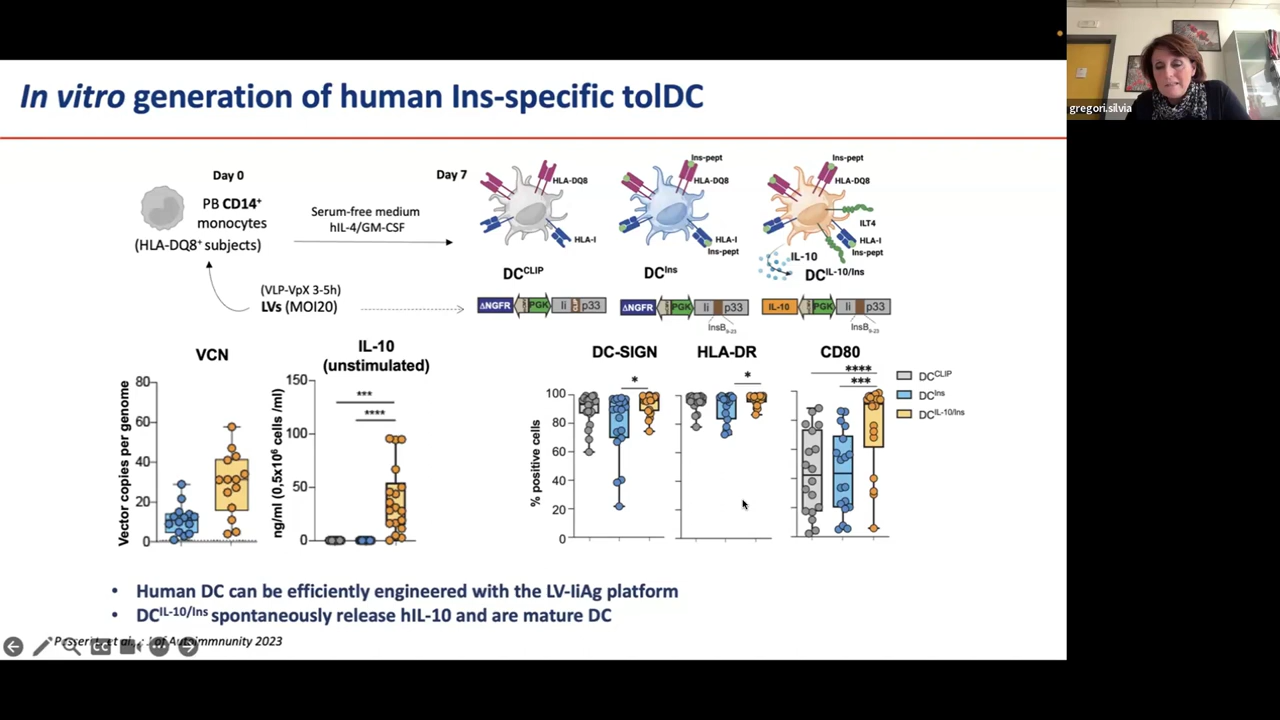 In vitro generation of human Ins-specific tolDC
gregori.silvia
Day 0
PB CD14+
monocytes
(HLA-DQ8+ subjects)
Serum-free medium
hIL-4/GM-CSF
(VLP-VpX 3-5h)
LVs (MOI20)
Day 7
HLA-DQ8
HLA-I
DCCLIP
ΔNGFR
PGK
Ii
p33
Ins-pept
HLA-DQ8
HLA-I
Ins-pept
DCIns
ΔNGFR
PGK
Ii
p33
InsB9-23
Ins-pept
HLA-DQ8
ILT4
HLA-I
Ins-pept
IL-10
DCIL-10/Ins
IL-10
PGK
Ii
p33
InsB9-23
VCN
Vector copies per genome
80
60
40
20
0
IL-10
(unstimulated)
ng/ml (0,5x106 cells /ml)
150
100
50
0
***
****
DC-SIGN
HLA-DR
CD80
% positive cells
100
80
60
40
20
0
*
*
****
***
DCCLIP
DCIns
DCIL-10/Ins
• Human DC can be efficiently engineered with the LV-IiAg platform
• DCIL-10/Ins spontaneously release hIL-10 and are mature DC
et al., of Autoimmnunity 2023
CC